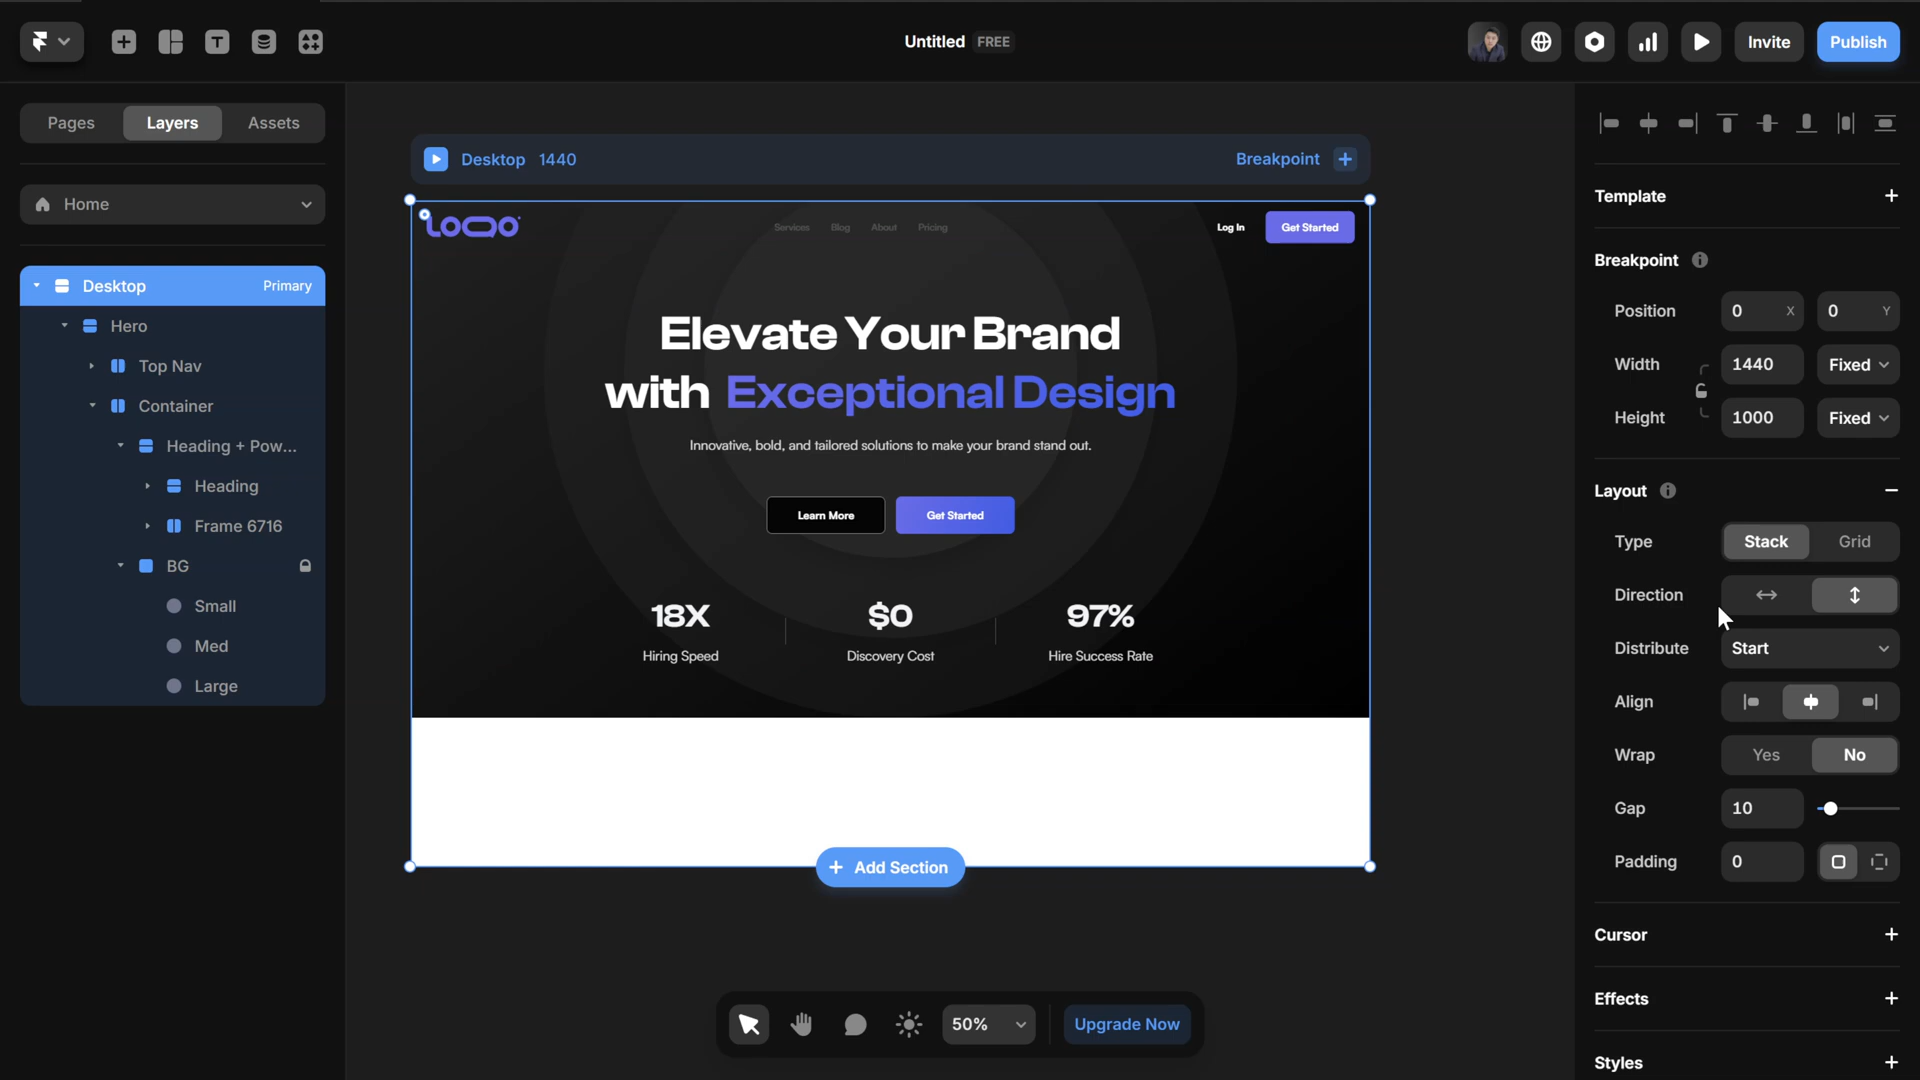 Untitled FREE
Invite
Publish
Pages
Layers
Assets
Home
Desktop
Primary
Hero
Top Nav
Container
Heading + Pow...
Heading
Frame 6716
BG
Small
Med
Large
Desktop 1440
Breakpoint
LOGO
Services
Blog
About
Pricing
Log In
Get Started
Elevate Your Brand
with Exceptional Design
Innovative, bold, and tailored solutions to make your brand stand out.
Learn More
Get Started
18X
Hiring Speed
$0
Discovery Cost
97%
Hire Success Rate
Add Section
50%
Upgrade Now
Template
Breakpoint
Position 0 X 0 Y
Width 1440 Fixed
Height 1000 Fixed
Layout
Type Stack Grid
Direction
Distribute Start
Align
Wrap Yes No
Gap 10
Padding 0
Cursor
Effects
Styles